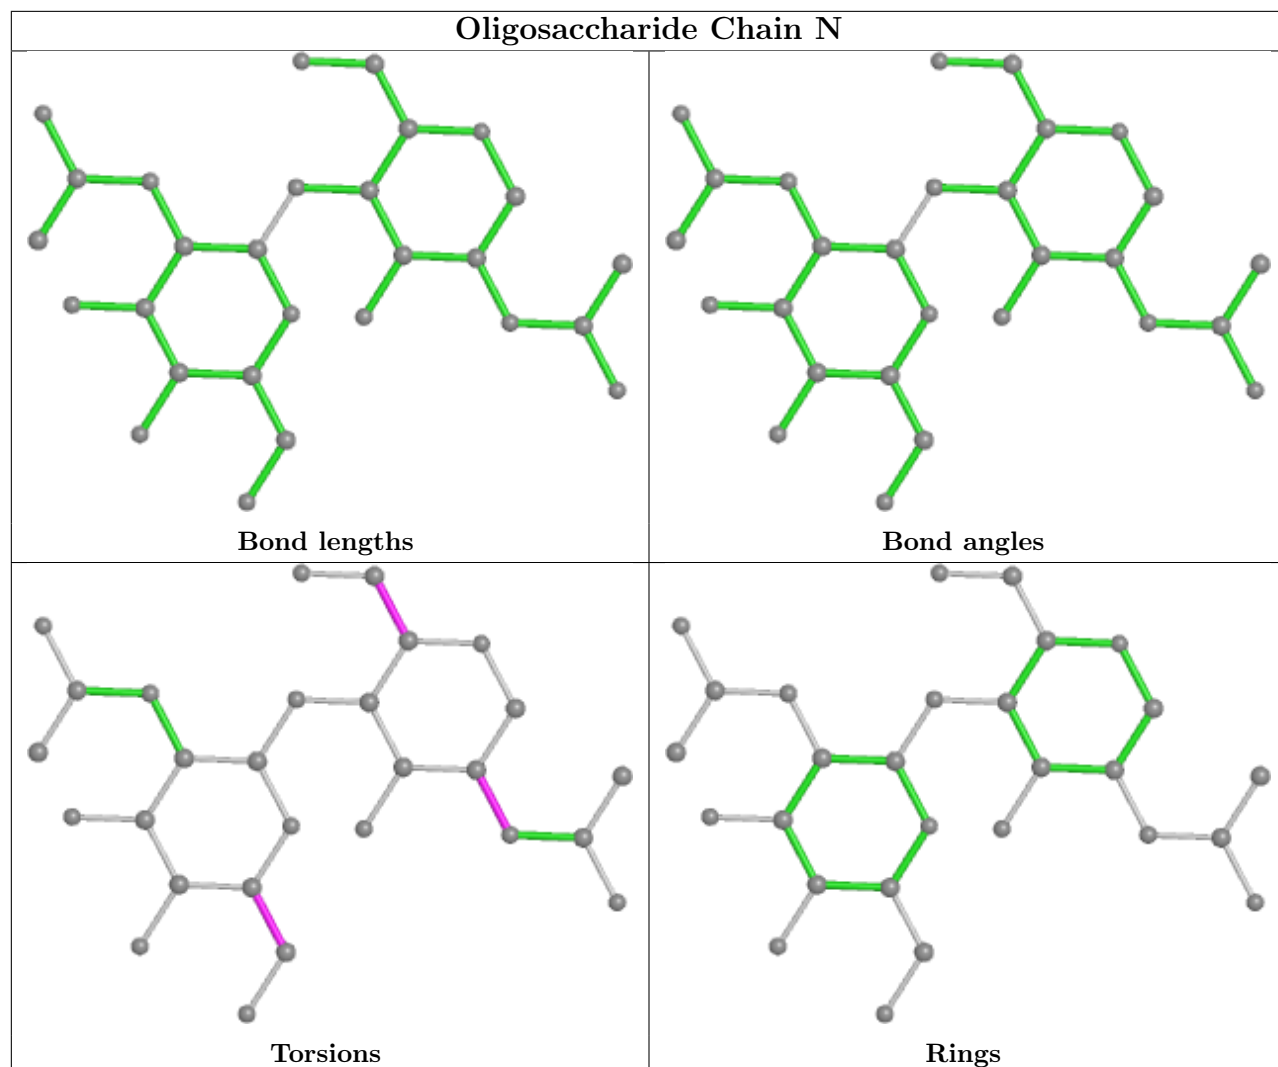 Oligosaccharide Chain N
Bond lengths
Bond angles
Torsions
Rings